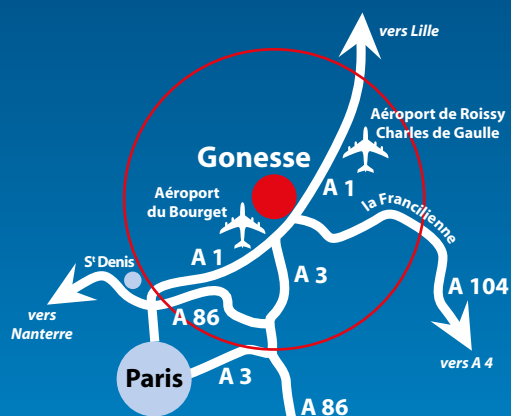 vers Lille
Aéroport de Roissy
Charles de Gaulle
Gonesse
A 1
Aéroport
du Bourget
la Francilienne
A 1
Sᵗ Denis
A 3
A 104
vers
Nanterre
A 86
vers A 4
Paris
A 3
A 86